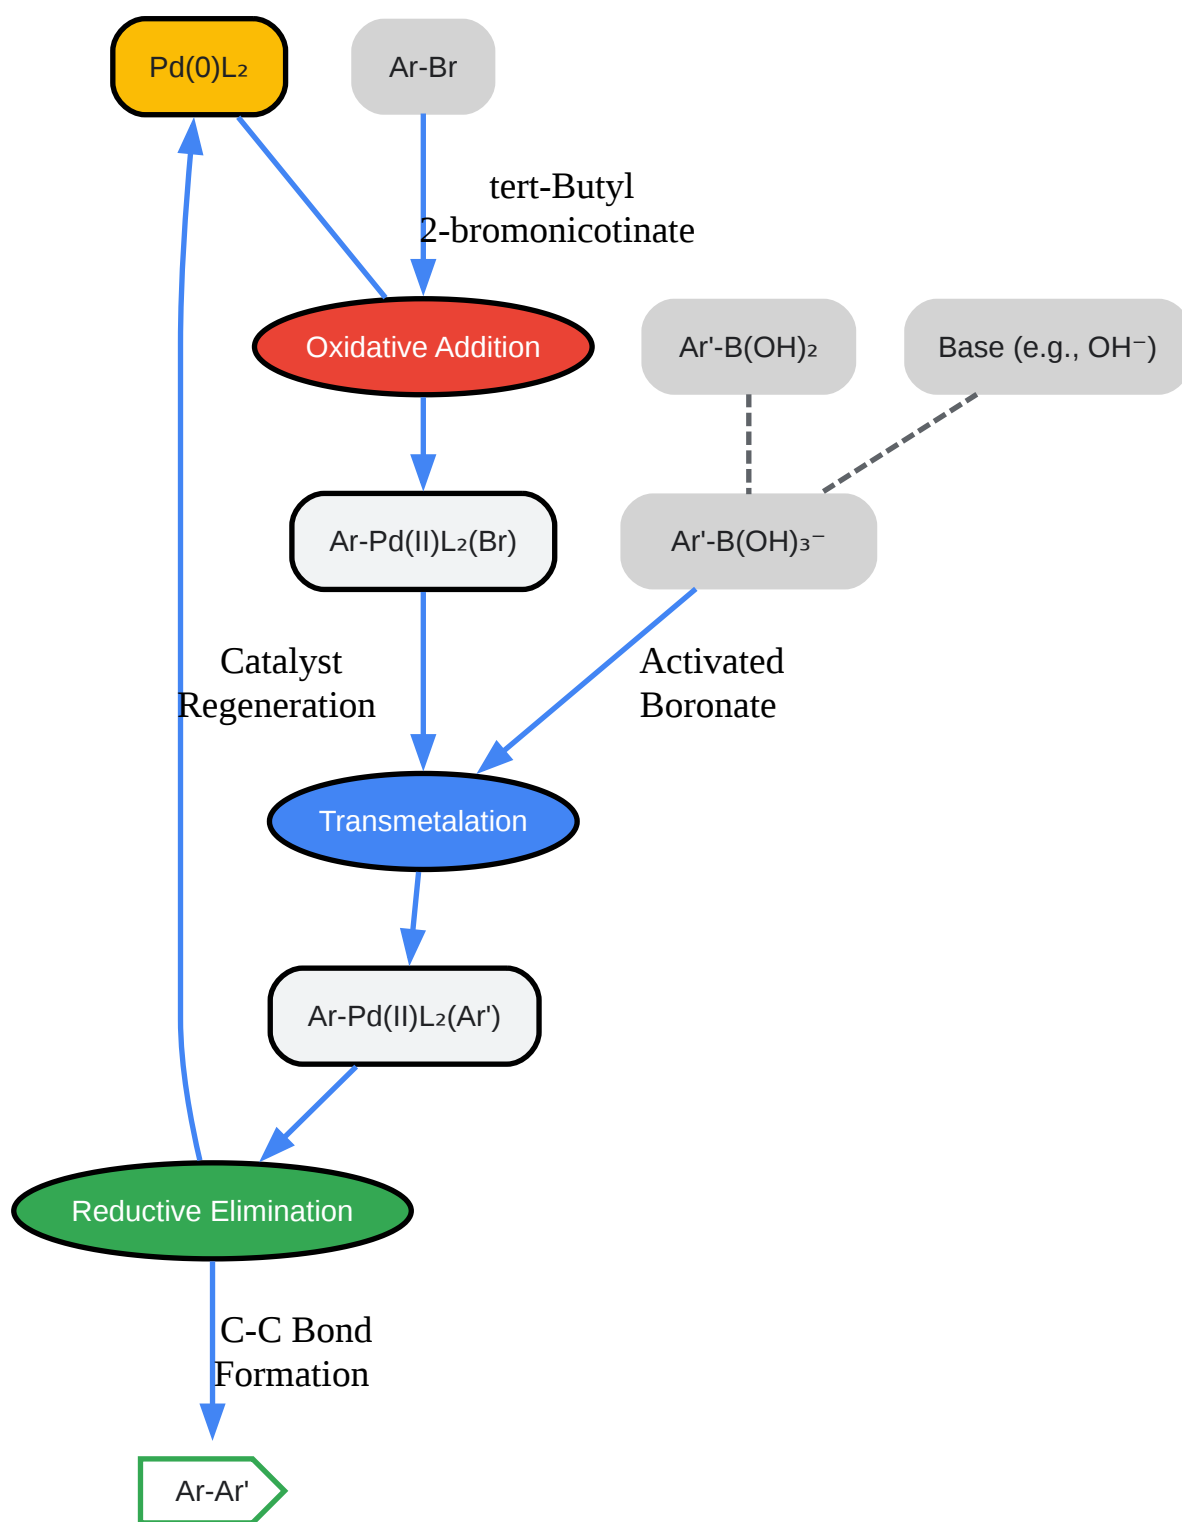 Pd(0)L₂
Ar-Br
tert-Butyl
2-bromonicotinate
Oxidative Addition
Ar'-B(OH)₂
Base (e.g., OH⁻)
Ar-Pd(II)L₂(Br)
Ar'-B(OH)₃⁻
Catalyst
Regeneration
Activated
Boronate
Transmetalation
Ar-Pd(II)L₂(Ar')
Reductive Elimination
C-C Bond
Formation
Ar-Ar'